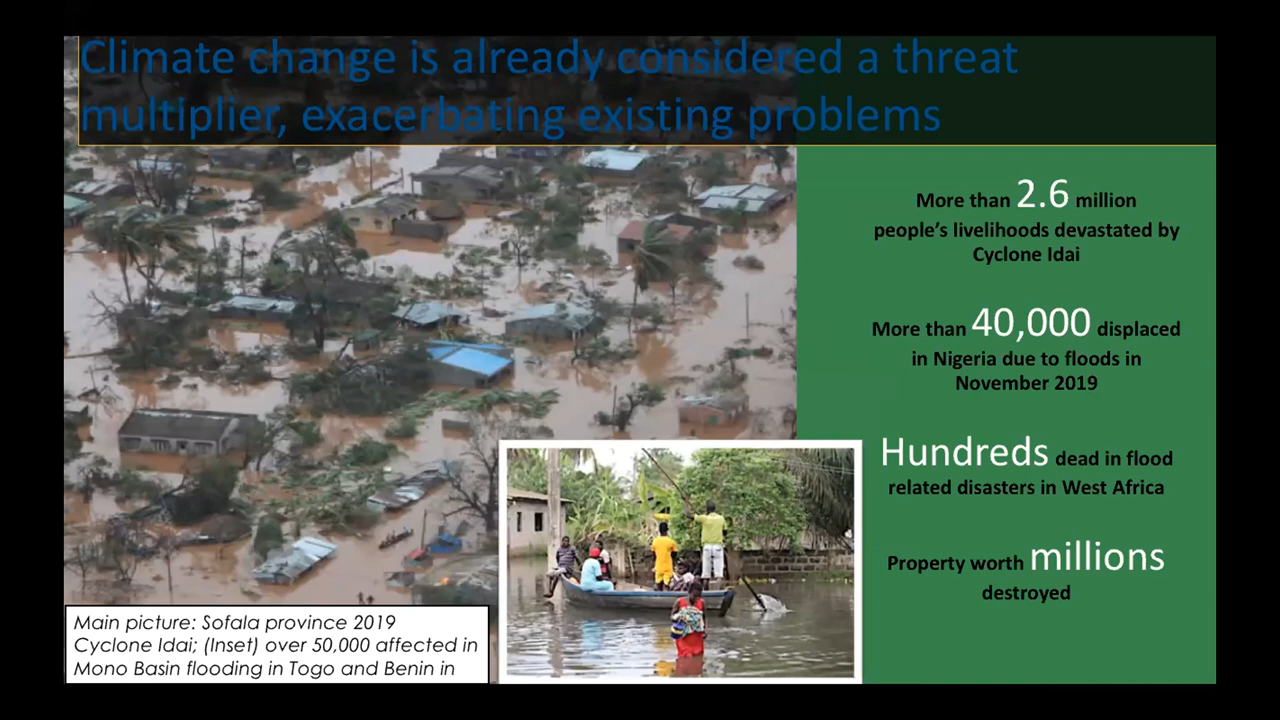 Climate change is already considered a threat
multiplier, exacerbating existing problems
More than 2.6 million
people’s livelihoods devastated by
Cyclone Idai
More than 40,000 displaced
in Nigeria due to floods in
November 2019
Hundreds dead in flood
related disasters in West Africa
Property worth millions
destroyed
Main picture: Sofala province 2019
Cyclone Idai; (Inset) over 50,000 affected in
Mono Basin flooding in Togo and Benin in